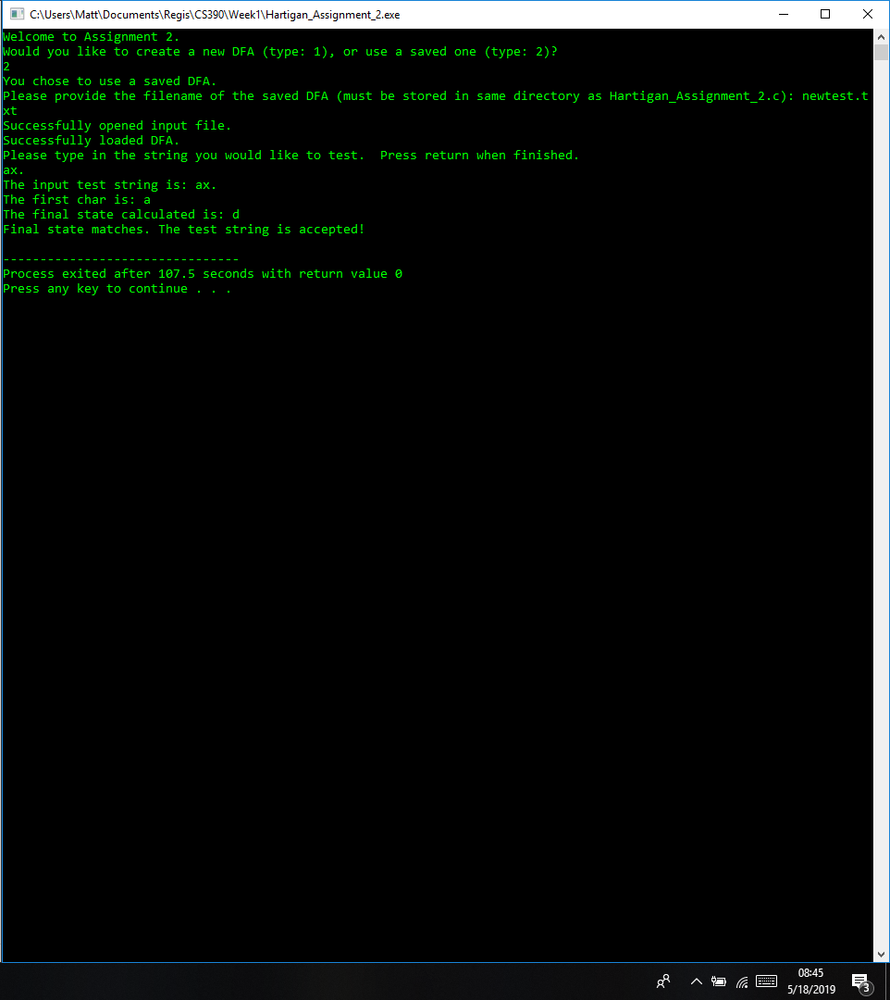 C:\Users\Matt\Documents\Regis\CS390\Week1\Hartigan_Assignment_2.exe
Welcome to Assignment 2.
Would you like to create a new DFA (type: 1), or use a saved one (type: 2)?
2
You chose to use a saved DFA.
Please provide the filename of the saved DFA (must be stored in same directory as Hartigan_Assignment_2.c): newtest.t
xt
Successfully opened input file.
Successfully loaded DFA.
Please type in the string you would like to test.  Press return when finished.
ax.
The input test string is: ax.
The first char is: a
The final state calculated is: d
Final state matches. The test string is accepted!
--------------------------------
Process exited after 107.5 seconds with return value 0
Press any key to continue . . .
08:45
5/18/2019
3